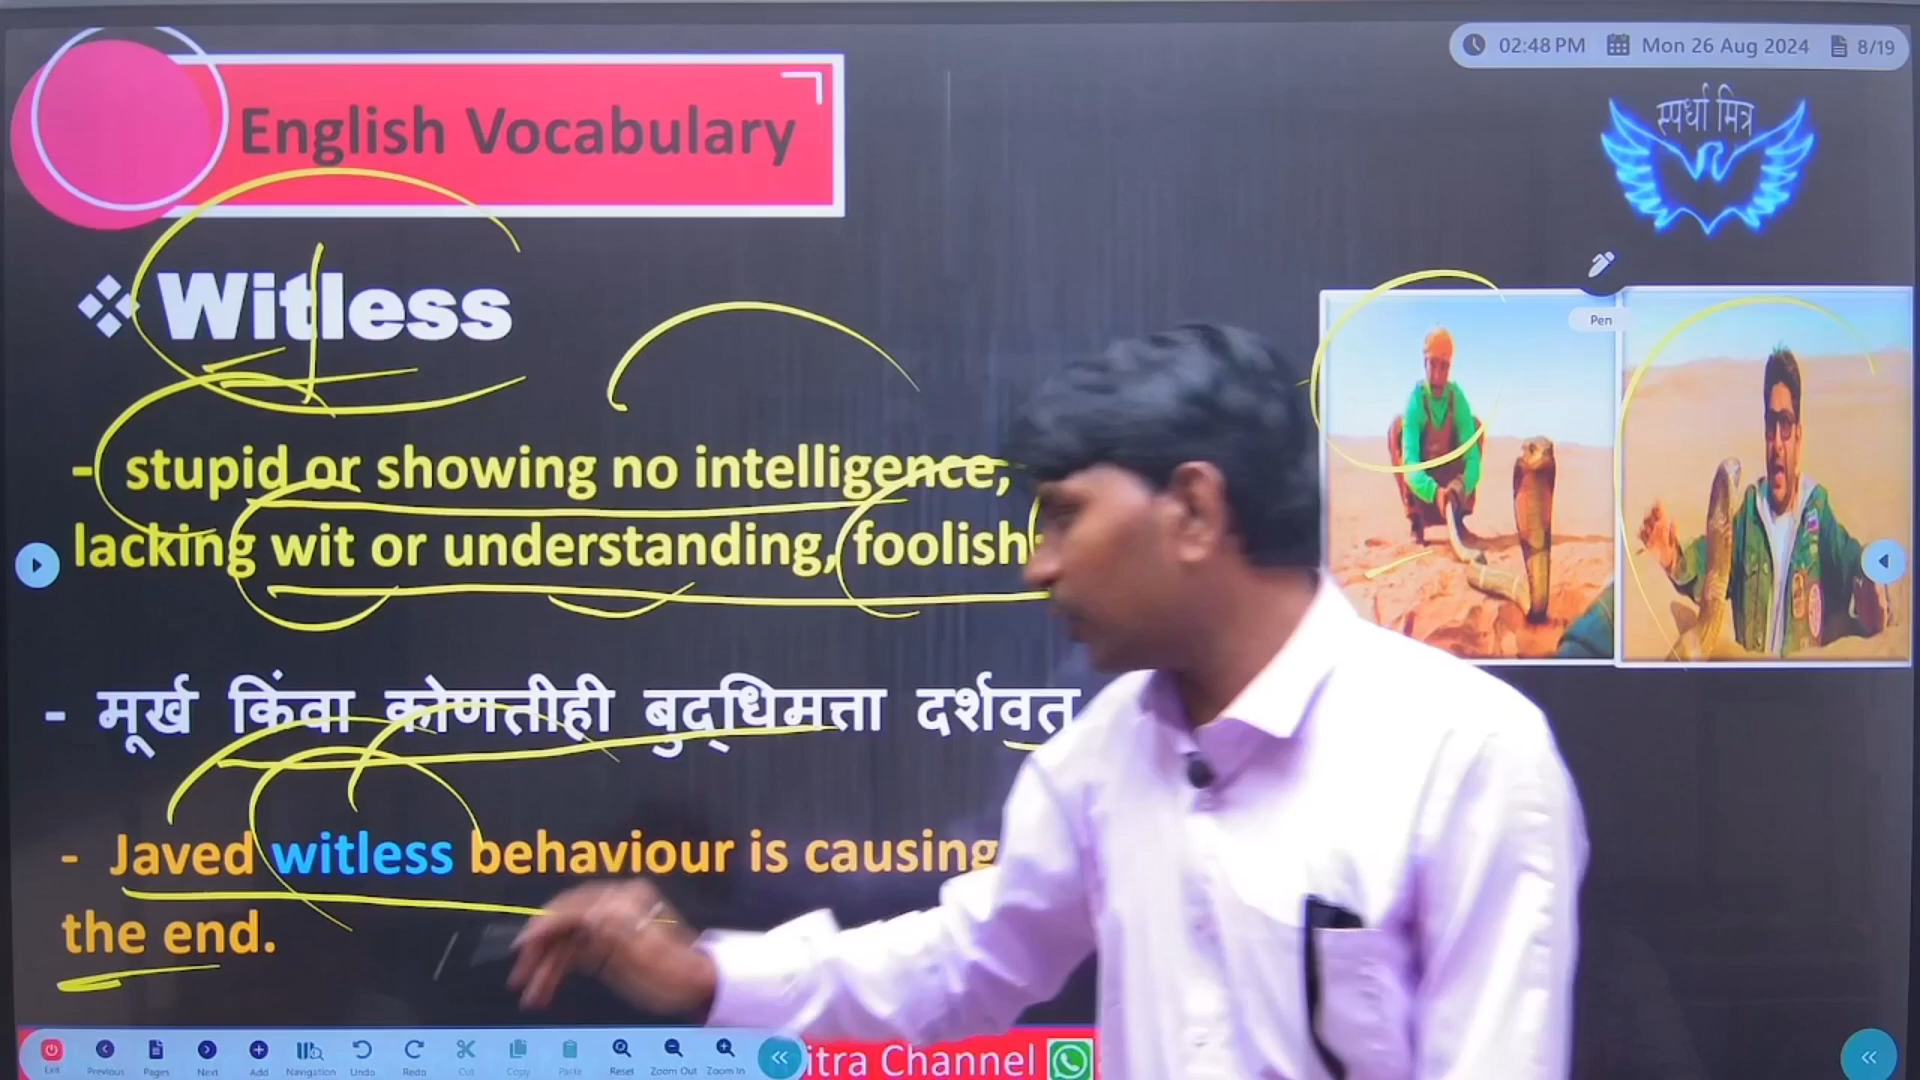 02:48 PM Mon 26 Aug 2024 8/19
English Vocabulary
स्पर्धा मित्र
Witless
Pen
- stupid or showing no intelligence,
lacking wit or understanding, foolish
- मूर्ख किंवा कोणतीही बुद्धिमत्ता दर्शवत
- Javed witless behaviour is causing
the end.
Exit Previous Pages Next Add Navigation Undo Redo Cut Copy Paste Reset Zoom Out Zoom In
itra Channel